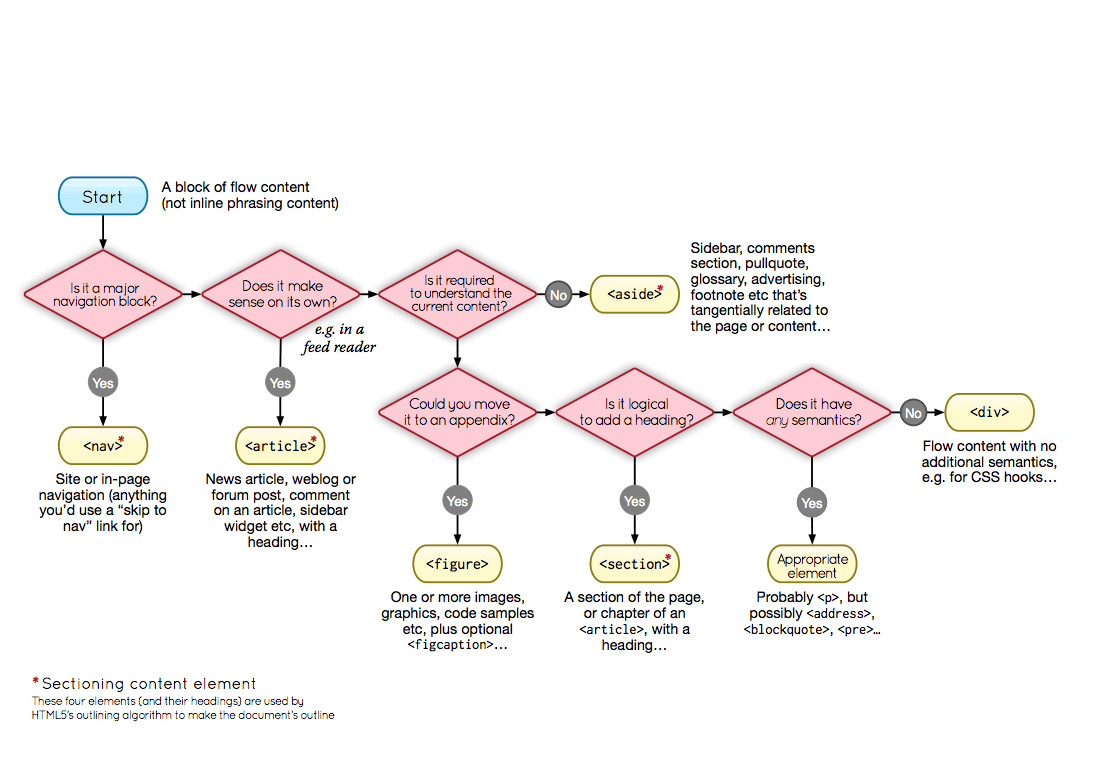 Start
A block of flow content
(not inline phrasing content)
Is it a major
navigation block?
Does it make
sense on its own?
e.g. in a
feed reader
Is it required
to understand the
current content?
No
<aside>*
Sidebar, comments
section, pullquote,
glossary, advertising,
footnote etc that’s
tangentially related to
the page or content…
Yes
<nav>*
Site or in-page
navigation (anything
you’d use a “skip to
nav” link for)
Yes
<article>*
News article, weblog or
forum post, comment
on an article, sidebar
widget etc, with a
heading…
Could you move
it to an appendix?
Is it logical
to add a heading?
Does it have
any semantics?
No
<div>
Flow content with no
additional semantics,
e.g. for CSS hooks…
Yes
<figure>
One or more images,
graphics, code samples
etc, plus optional
<figcaption>…
Yes
<section>*
A section of the page,
or chapter of an
<article>, with a
heading…
Yes
Appropriate
element
Probably <p>, but
possibly <address>,
<blockquote>, <pre>…
* Sectioning content element
These four elements (and their headings) are used by
HTML5’s outlining algorithm to make the document’s outline